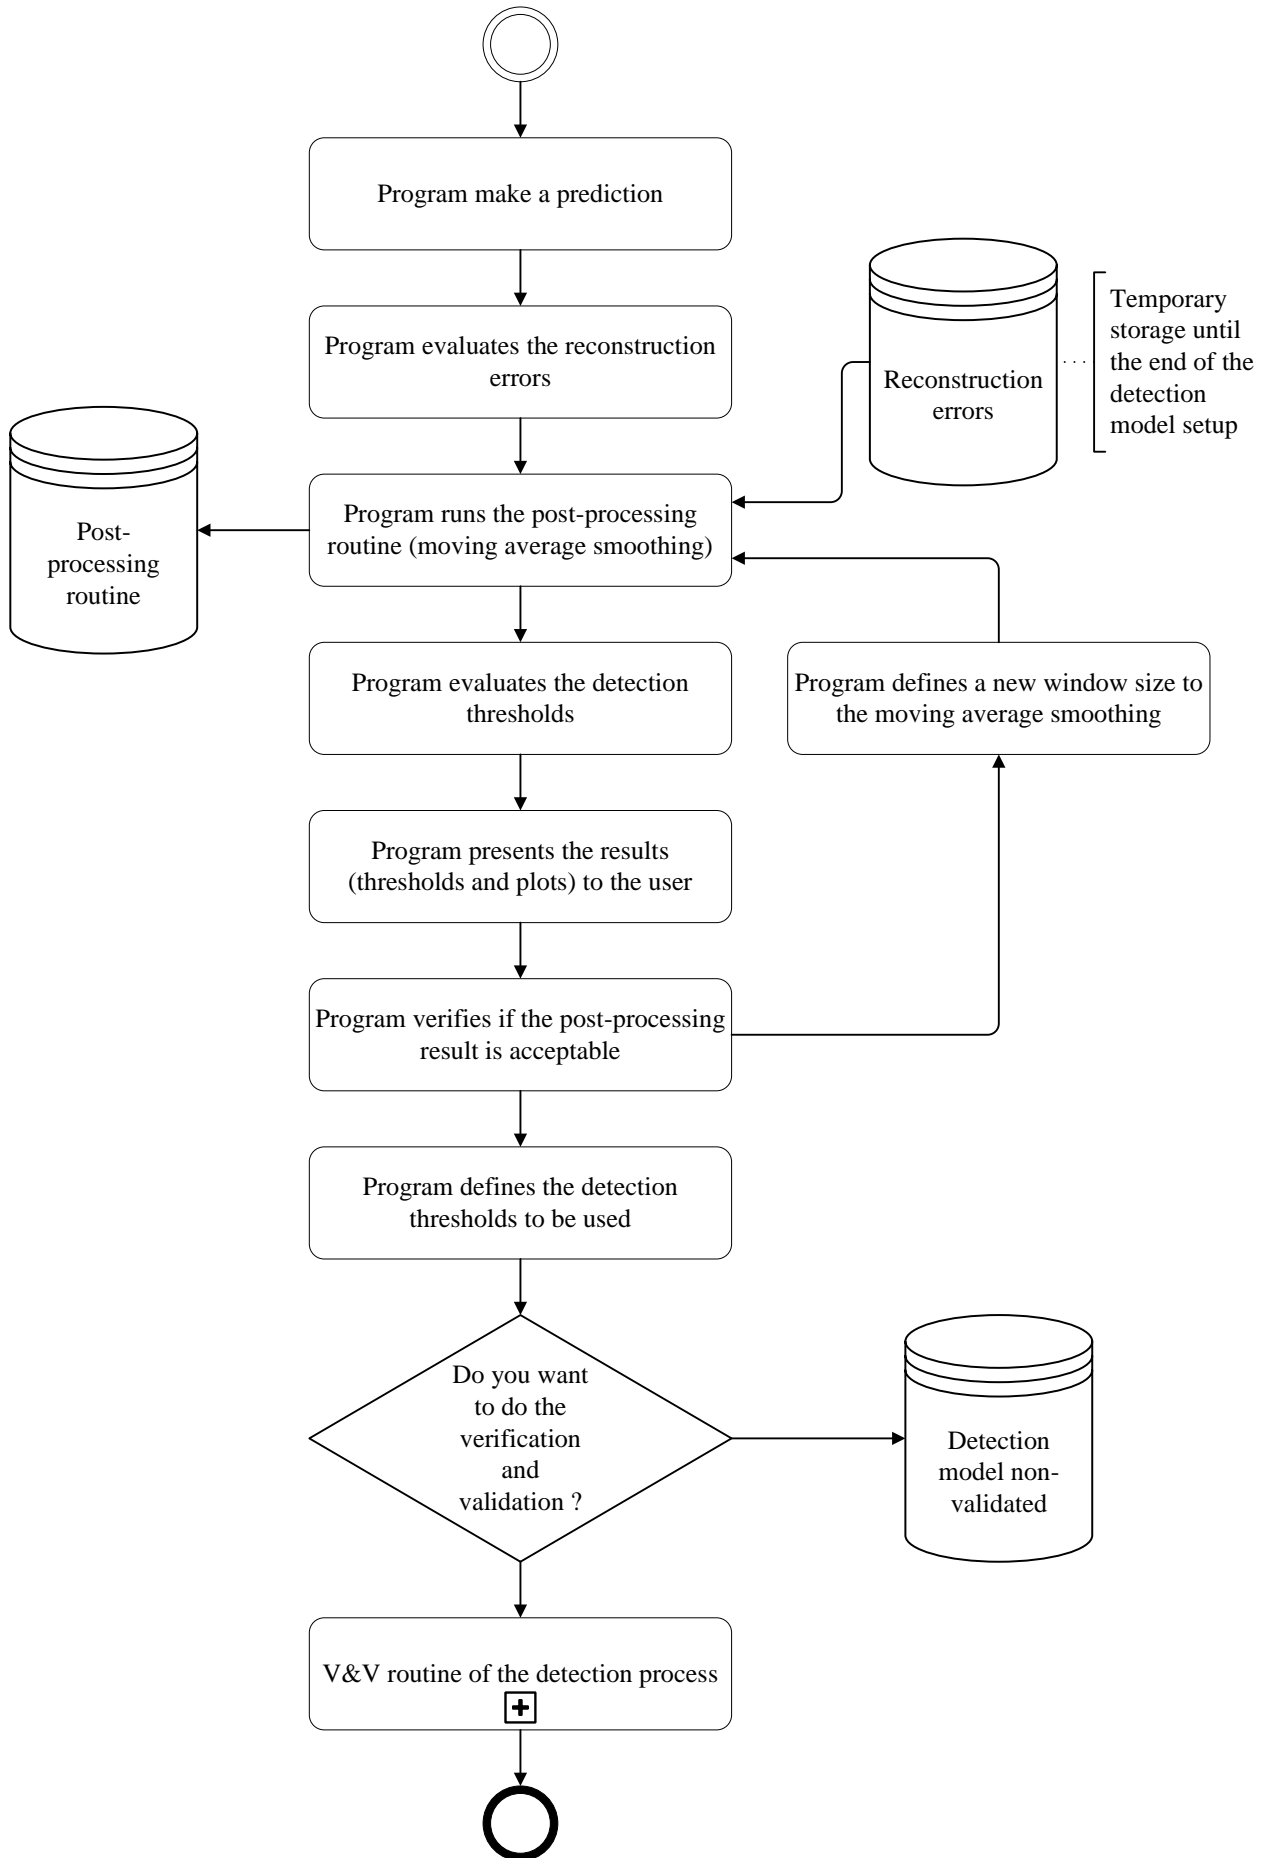 Program make a prediction
Program evaluates the reconstruction
errors
Temporary
storage until
the end of the
detection
model setup
Reconstruction
errors
Program runs the post-processing
routine (moving average smoothing)
Post-
processing
routine
Program evaluates the detection
thresholds
Program defines a new window size to
the moving average smoothing
Program presents the results
(thresholds and plots) to the user
Program verifies if the post-processing
result is acceptable
Program defines the detection
thresholds to be used
Do you want
to do the
verification
and
validation ?
Detection
model non-
validated
V&V routine of the detection process